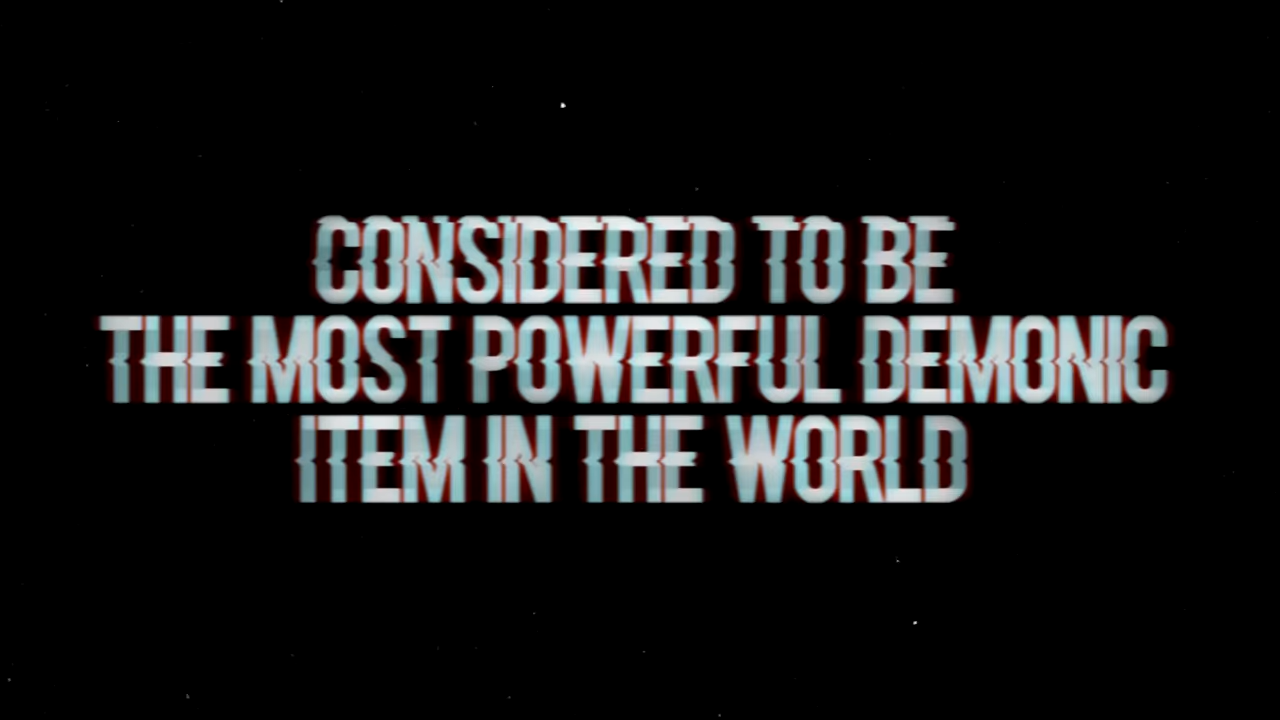 CONSIDERED TO BE
THE MOST POWERFUL DEMONIC
ITEM IN THE WORLD